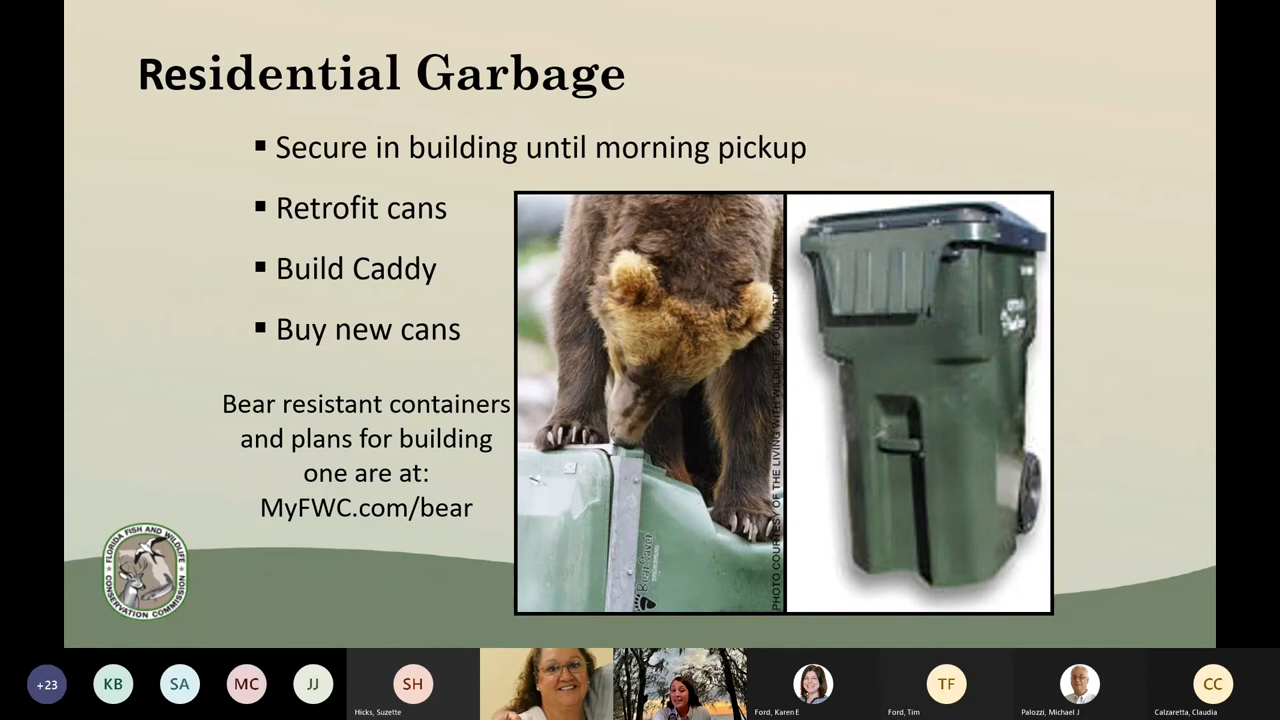 Residential Garbage
▪ Secure in building until morning pickup
▪ Retrofit cans
▪ Build Caddy
▪ Buy new cans
Bear resistant containers
and plans for building
one are at:
MyFWC.com/bear
PHOTO COURTESY OF THE LIVING WITH WILDLIFE FOUNDATION
BearSaver
FLORIDA FISH AND WILDLIFE
CONSERVATION COMMISSION
+23
KB
SA
MC
JJ
SH
TF
CC
Hicks, Suzette
Ford, Karen E
Ford, Tim
Palozzi, Michael J
Calzaretta, Claudia